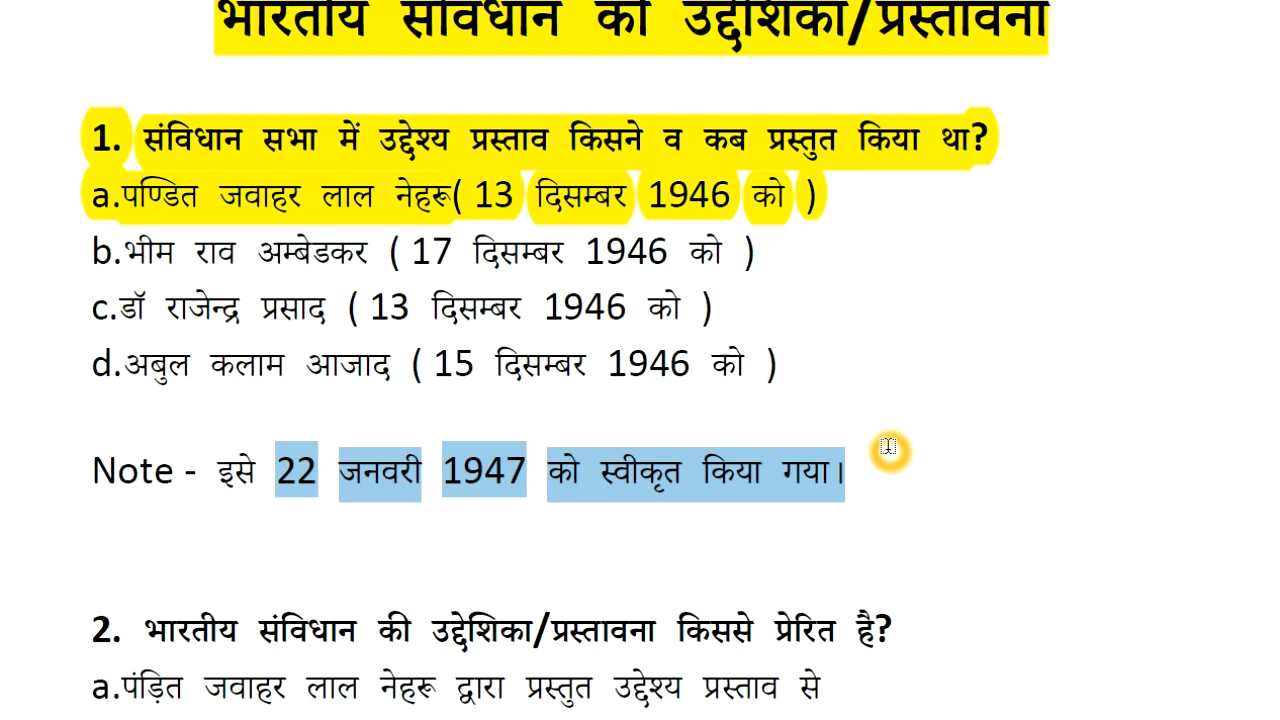 भारतीय संविधान की उद्देशिका/प्रस्तावना
1. संविधान सभा में उद्देश्य प्रस्ताव किसने व कब प्रस्तुत किया था?
a.पण्डित जवाहर लाल नेहरू( 13 दिसम्बर 1946 को )
b.भीम राव अम्बेडकर ( 17 दिसम्बर 1946 को )
c.डॉ राजेन्द्र प्रसाद ( 13 दिसम्बर 1946 को )
d.अबुल कलाम आजाद ( 15 दिसम्बर 1946 को )
Note - इसे 22 जनवरी 1947 को स्वीकृत किया गया।
2. भारतीय संविधान की उद्देशिका/प्रस्तावना किससे प्रेरित है?
a.पंड़ित जवाहर लाल नेहरू द्वारा प्रस्तुत उद्देश्य प्रस्ताव से